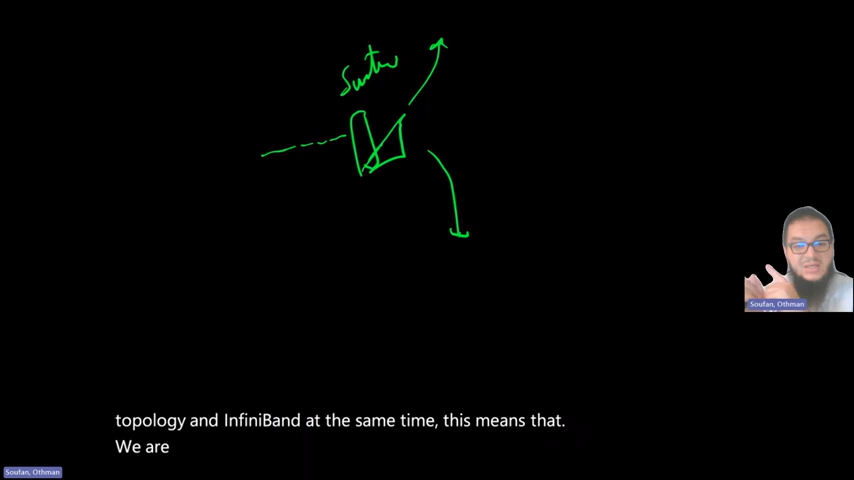 Soufan, Othman
topology and InfiniBand at the same time, this means that.
We are
Soufan, Othman